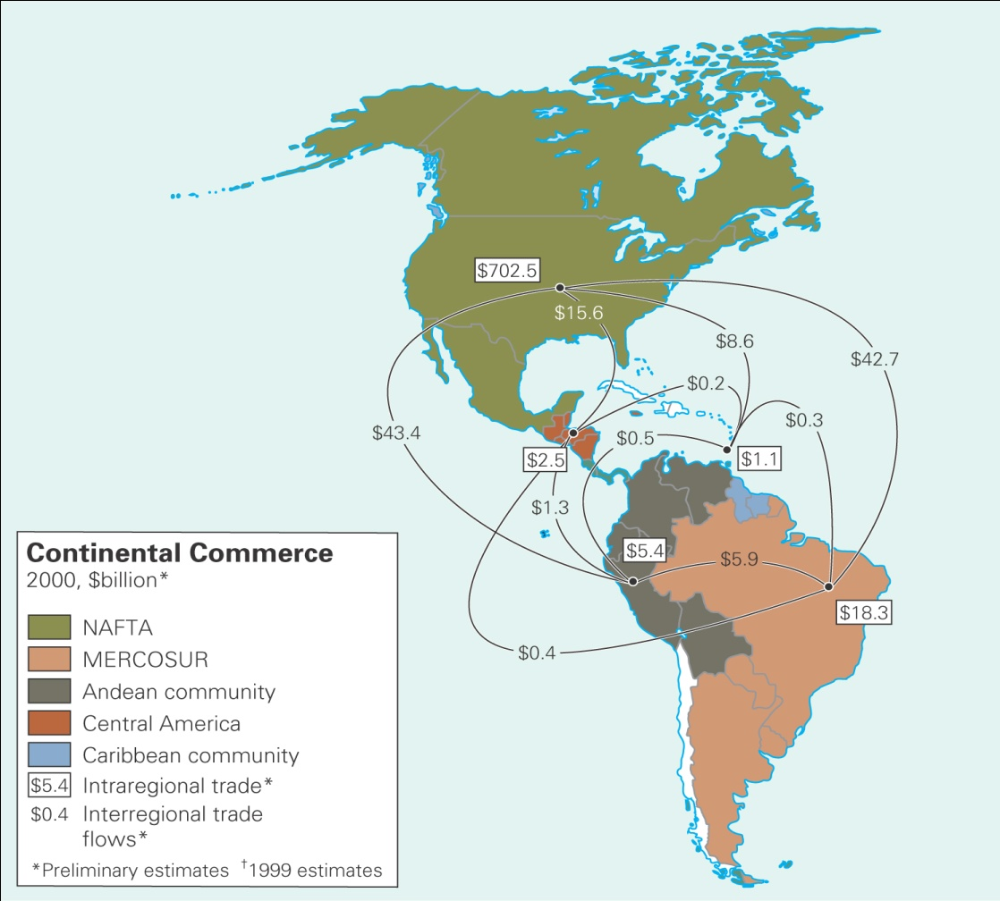 $702.5
$15.6
$8.6
$42.7
$0.2
$0.3
$43.4
$0.5
$2.5
$1.1
$1.3
$5.4
$5.9
$18.3
$0.4
Continental Commerce
2000, $billion*
NAFTA
MERCOSUR
Andean community
Central America
Caribbean community
$5.4 Intraregional trade*
$0.4 Interregional trade
flows*
*Preliminary estimates †1999 estimates